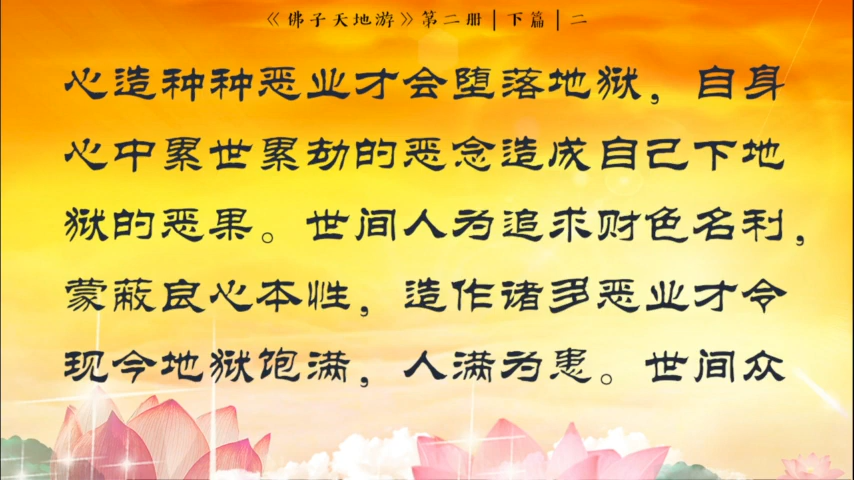 《佛子天地游》第二册|下篇|二
心造种种恶业才会堕落地狱，自身
心中累世累劫的恶念造成自己下地
狱的恶果。世间人为追求财色名利，
蒙蔽良心本性，造作诸多恶业才令
现今地狱饱满，人满为患。世间众